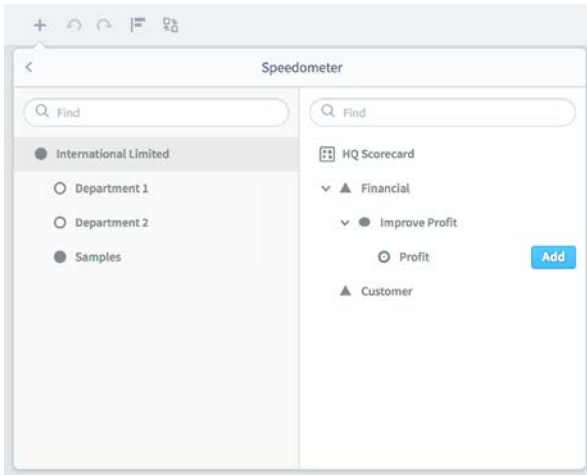 Speedometer
Find
International Limited
Department 1
Department 2
Samples
Find
HQ Scorecard
Financial
Improve Profit
Profit
Add
Customer